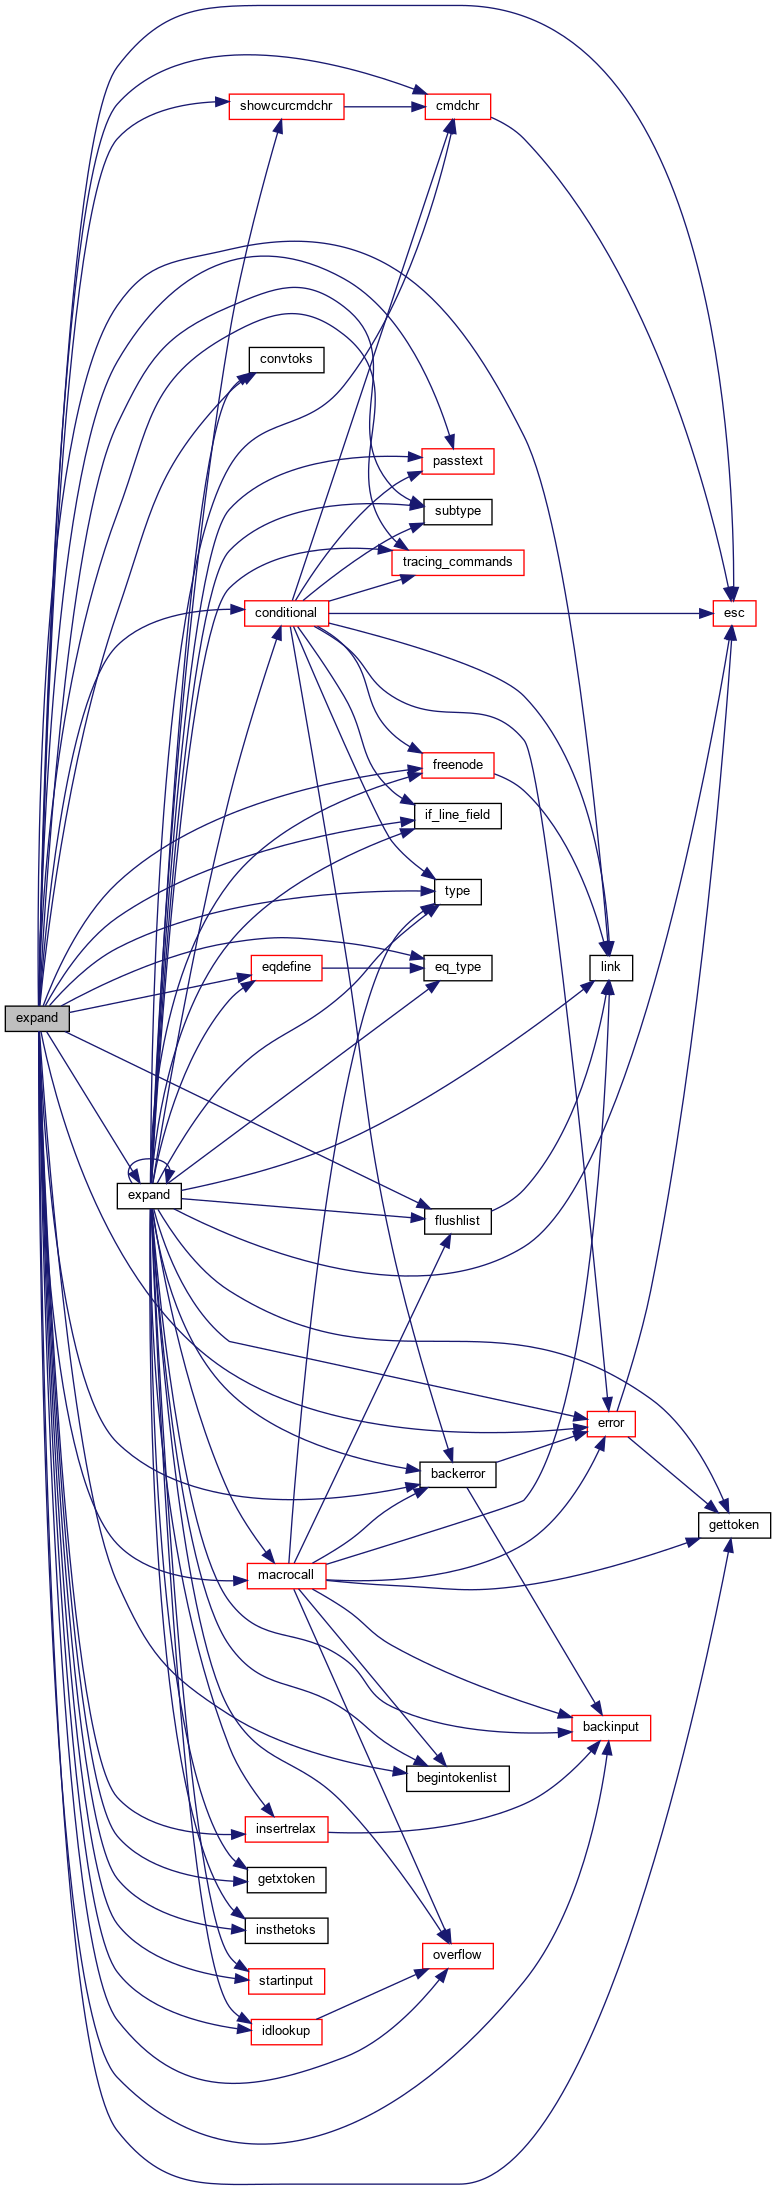 showcurcmdchr
cmdchr
convtoks
passtext
subtype
tracing_commands
conditional
esc
freenode
if_line_field
type
eqdefine
eq_type
link
expand
expand
flushlist
error
backerror
gettoken
macrocall
backinput
begintokenlist
insertrelax
getxtoken
insthetoks
overflow
startinput
idlookup